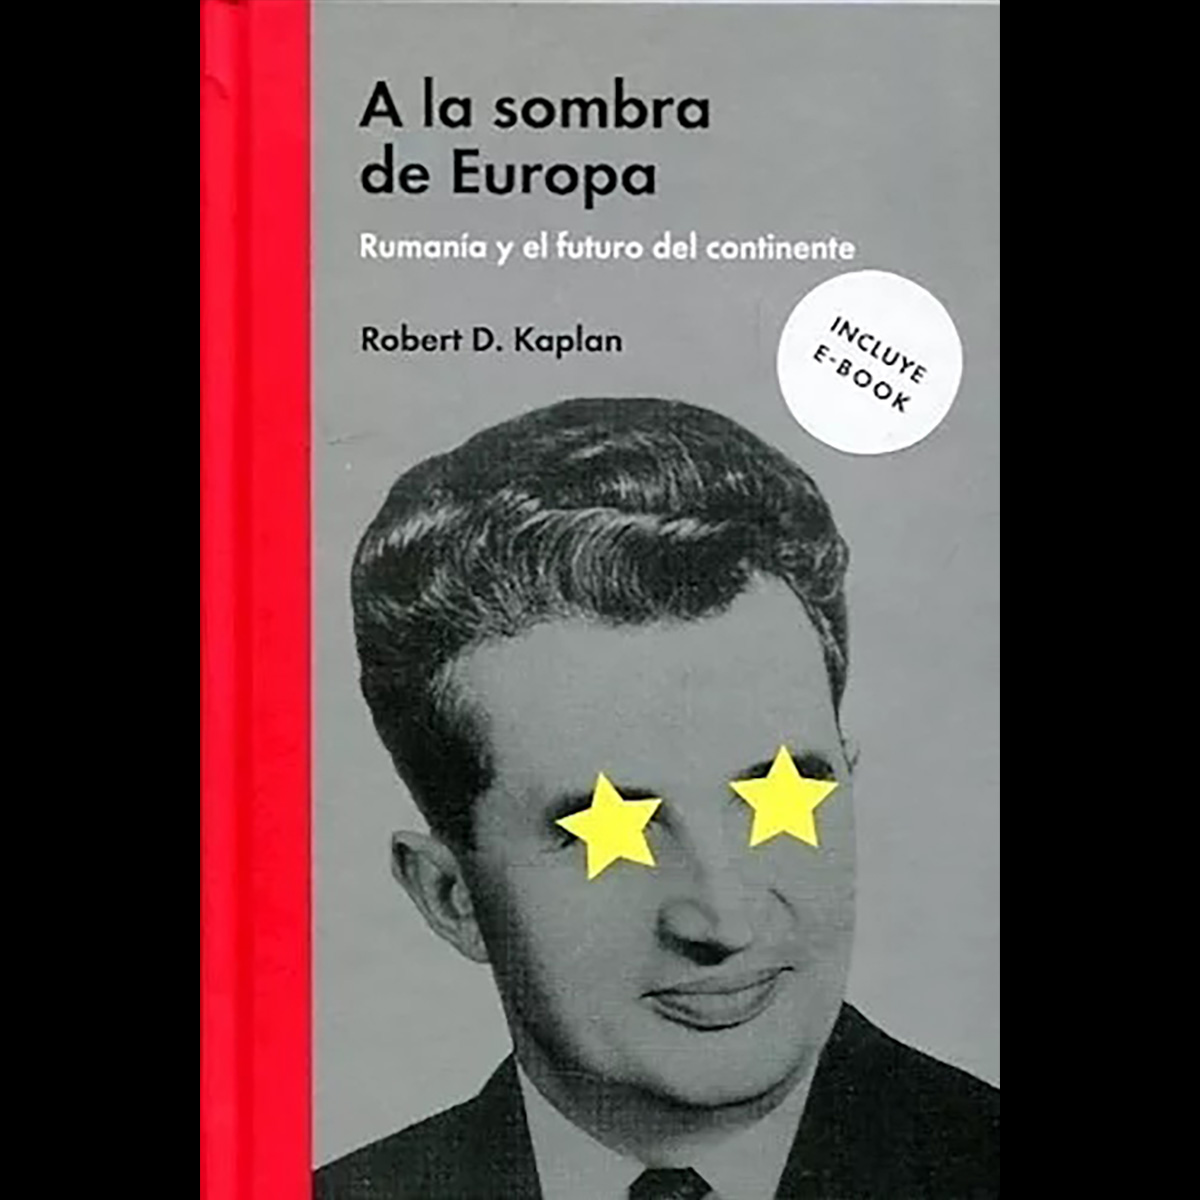 A la sombra
de Europa
Rumanía y el futuro del continente
Robert D. Kaplan
INCLUYE
E-BOOK